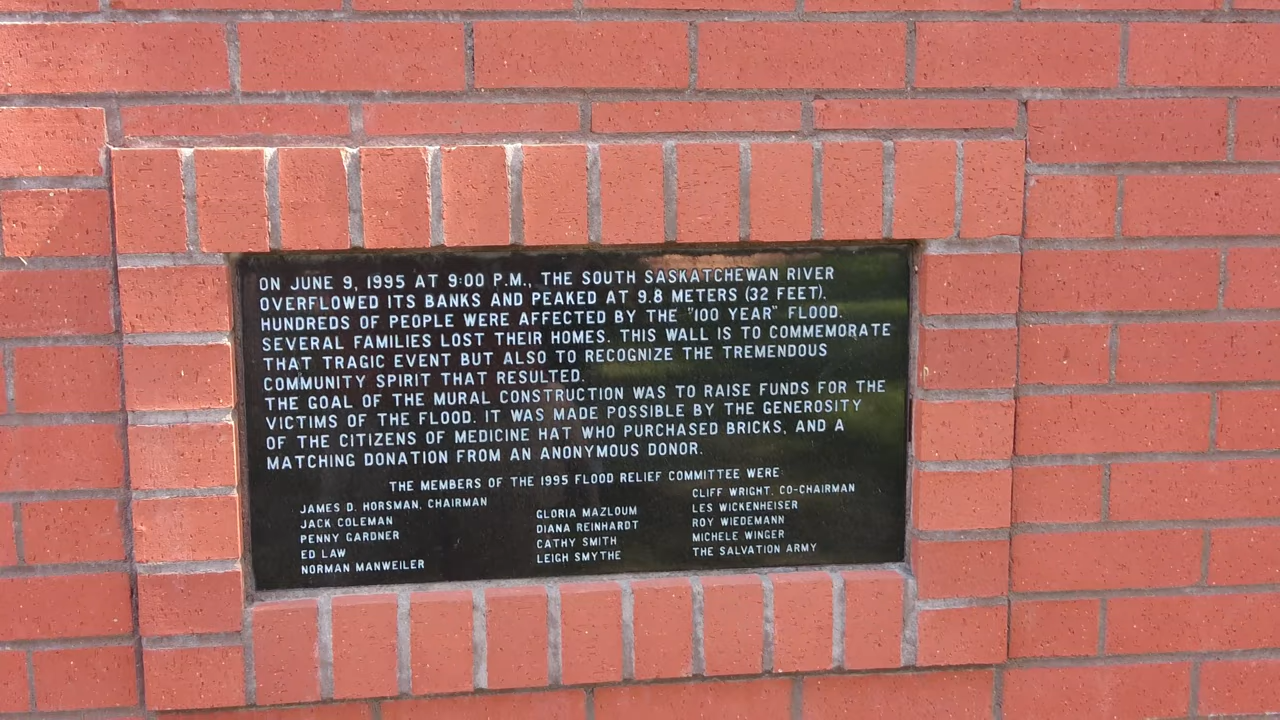 ON JUNE 9, 1995 AT 9:00 P.M., THE SOUTH SASKATCHEWAN RIVER
OVERFLOWED ITS BANKS AND PEAKED AT 9.8 METERS (32 FEET).
HUNDREDS OF PEOPLE WERE AFFECTED BY THE "100 YEAR" FLOOD.
SEVERAL FAMILIES LOST THEIR HOMES. THIS WALL IS TO COMMEMORATE
THAT TRAGIC EVENT BUT ALSO TO RECOGNIZE THE TREMENDOUS
COMMUNITY SPIRIT THAT RESULTED.
THE GOAL OF THE MURAL CONSTRUCTION WAS TO RAISE FUNDS FOR THE
VICTIMS OF THE FLOOD. IT WAS MADE POSSIBLE BY THE GENEROSITY
OF THE CITIZENS OF MEDICINE HAT WHO PURCHASED BRICKS, AND A
MATCHING DONATION FROM AN ANONYMOUS DONOR.
THE MEMBERS OF THE 1995 FLOOD RELIEF COMMITTEE WERE:
JAMES D. HORSMAN, CHAIRMAN
JACK COLEMAN
PENNY GARDNER
ED LAW
NORMAN MANWEILER
GLORIA MAZLOUM
DIANA REINHARDT
CATHY SMITH
LEIGH SMYTHE
CLIFF WRIGHT, CO-CHAIRMAN
LES WICKENHEISER
ROY WIEDEMANN
MICHELE WINGER
THE SALVATION ARMY